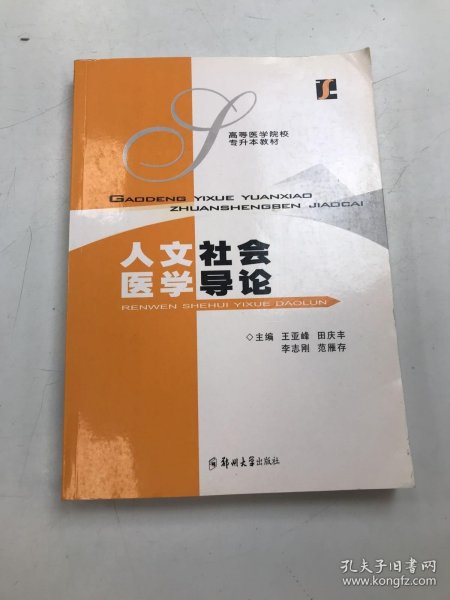 高等医学院校
专升本教材
GAODENG YIXUE YUANXIAO
ZHUANSHENGBEN JIAOCAI
人文社会
医学导论
RENWEN SHEHUI YIXUE DAOLUN
◇主编 王亚峰 田庆丰
李志刚 范雁存
郑州大学出版社
孔夫子旧书网
www.kongfz.com